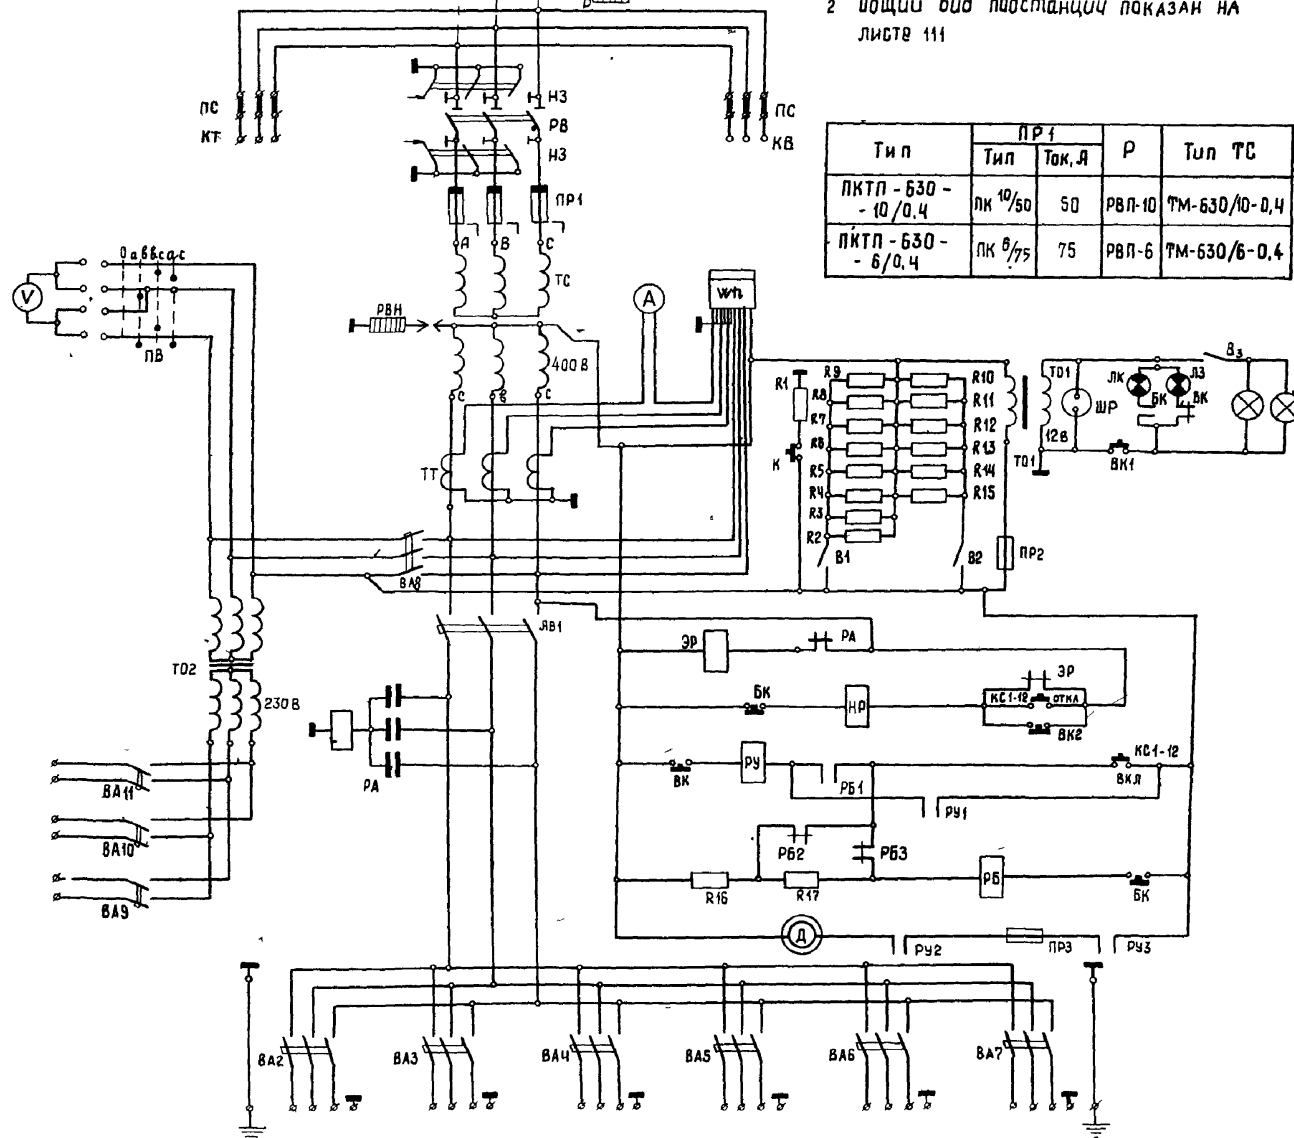 2 общий вид подстанции показан на
листе 111
ПС
КТ
НЗ
РВ
НЗ
ПС
КВ
ПР1
Тип
ПР1
Р
Тип ТС
Тип
Ток, А
ПКТП-630-
-10/0,4
ПК 10/50
50
РВП-10
ТМ-630/10-0,4
ПКТП-630-
-6/0,4
ПК 6/75
75
РВП-6
ТМ-630/6-0,4
А
В
С
ТС
0 ав вс ас
V
ПВ
РВН
А
400 В
ТТ
R1
К
R9
R8
R7
R6
R5
R4
R3
R2
В1
R10
R11
R12
R13
R14
R15
В2
ПР2
ТО1
12В
ТО1
ШР
ЛК
БК
ЛЗ
ВК
В3
ВК1
ВА8
АВ1
ТО2
230В
РА
ВА11
ВА10
ВА9
ЭР
РА
БК
НР
ЭР
КС1-12
ОТКЛ
ВК2
ВК
РУ
РБ1
КС1-12
ВКЛ
РУ1
РБ2
РБ3
R16
R17
РБ
БК
Д
РУ2
ПР3
РУ3
ВА2
ВА3
ВА4
ВА5
ВА6
ВА7